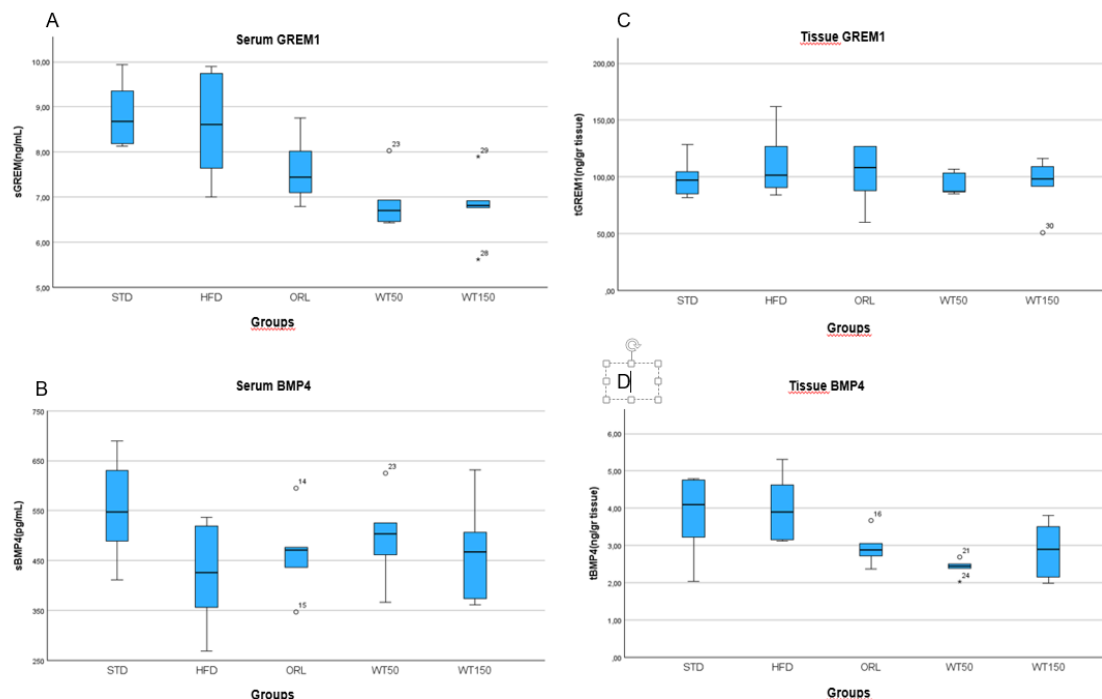 A
Serum GREM1
sGREM(ng/mL)
10,00
9,00
8,00
7,00
6,00
5,00
23
29
28
STD HFD ORL WT50 WT150
Groups
C
Tissue GREM1
tGREM1(ng/gr tissue)
200,00
150,00
100,00
50,00
,00
30
STD HFD ORL WT50 WT150
Groups
B
Serum BMP4
sBMP4(pg/mL)
750
650
550
450
350
250
14
15
23
STD HFD ORL WT50 WT150
Groups
D
Tissue BMP4
tBMP4(ng/gr tissue)
6,00
5,00
4,00
3,00
2,00
1,00
,00
16
21
24
STD HFD ORL WT50 WT150
Groups